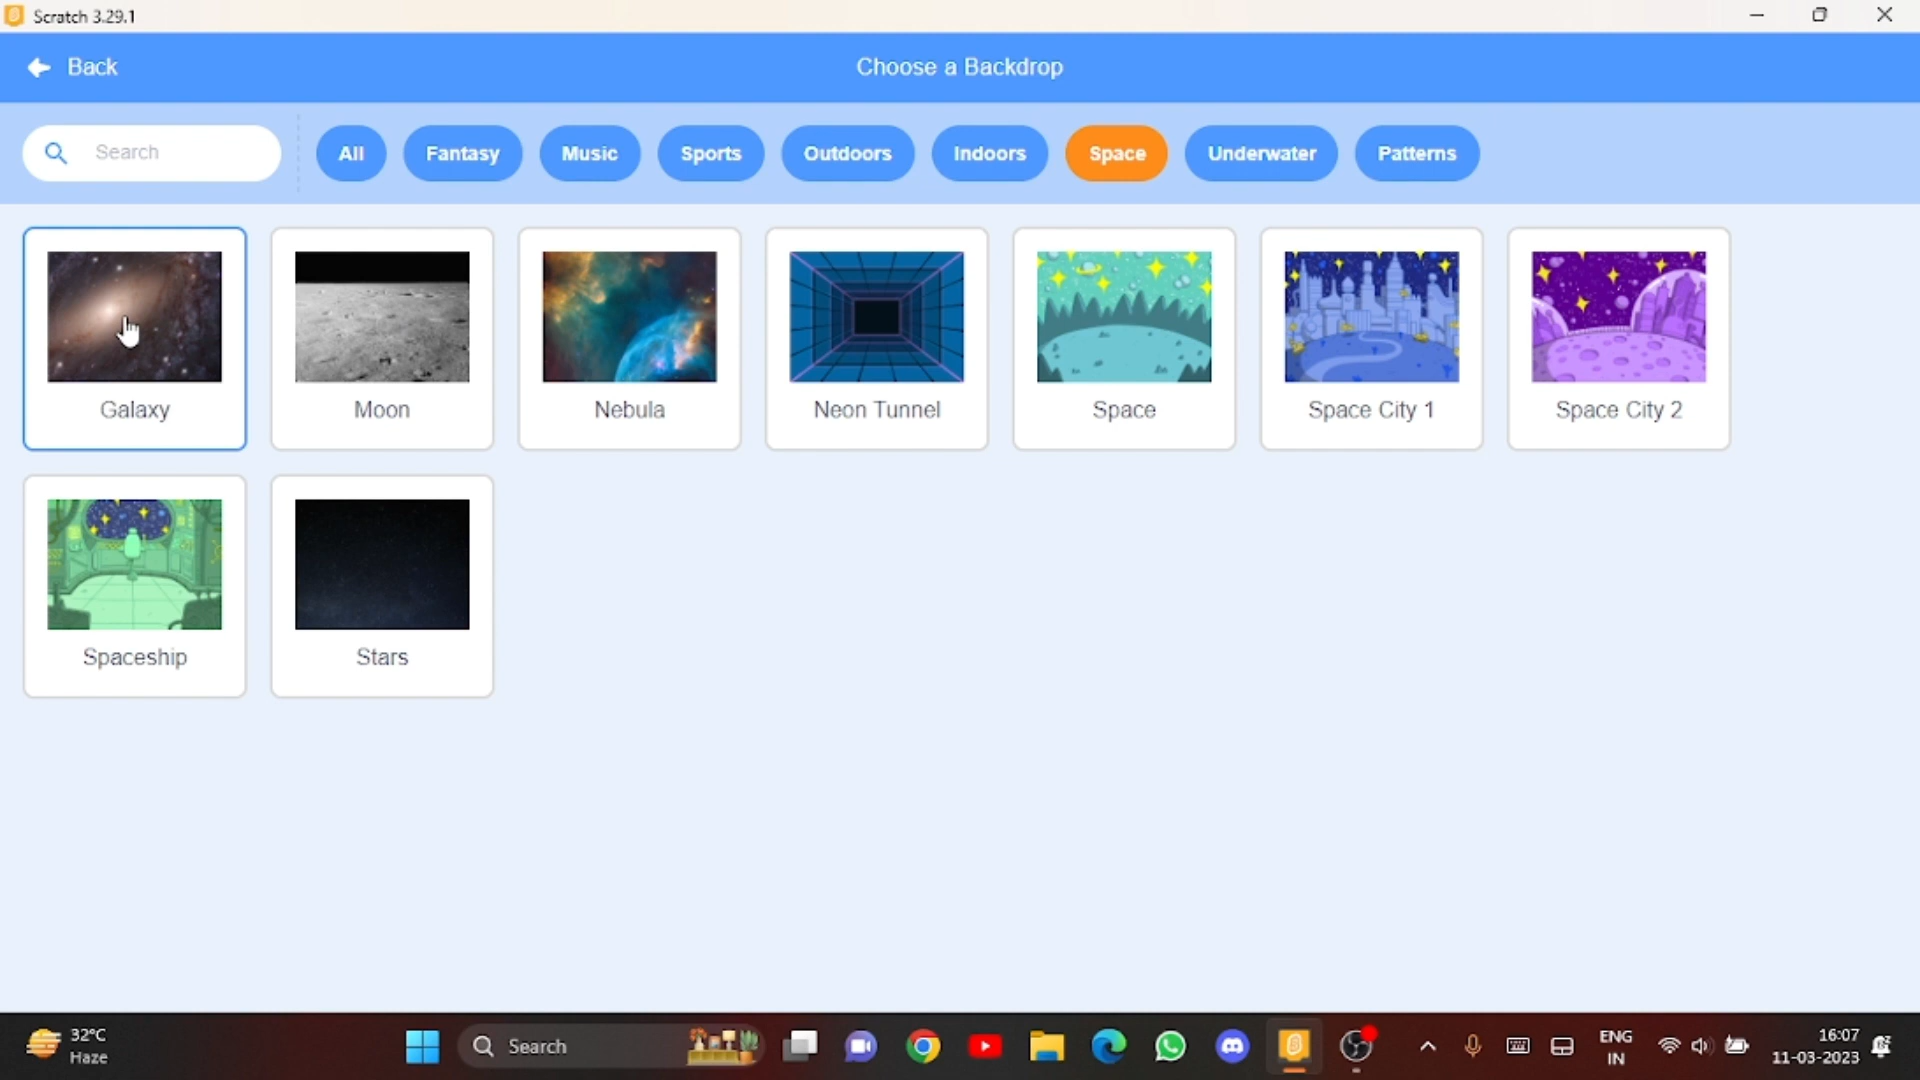 Scratch 3.29.1
Back
Choose a Backdrop
Search
All
Fantasy
Music
Sports
Outdoors
Indoors
Space
Underwater
Patterns
Galaxy
Moon
Nebula
Neon Tunnel
Space
Space City 1
Space City 2
Spaceship
Stars
32°C
Haze
Search
ENG
IN
16:07
11-03-2023